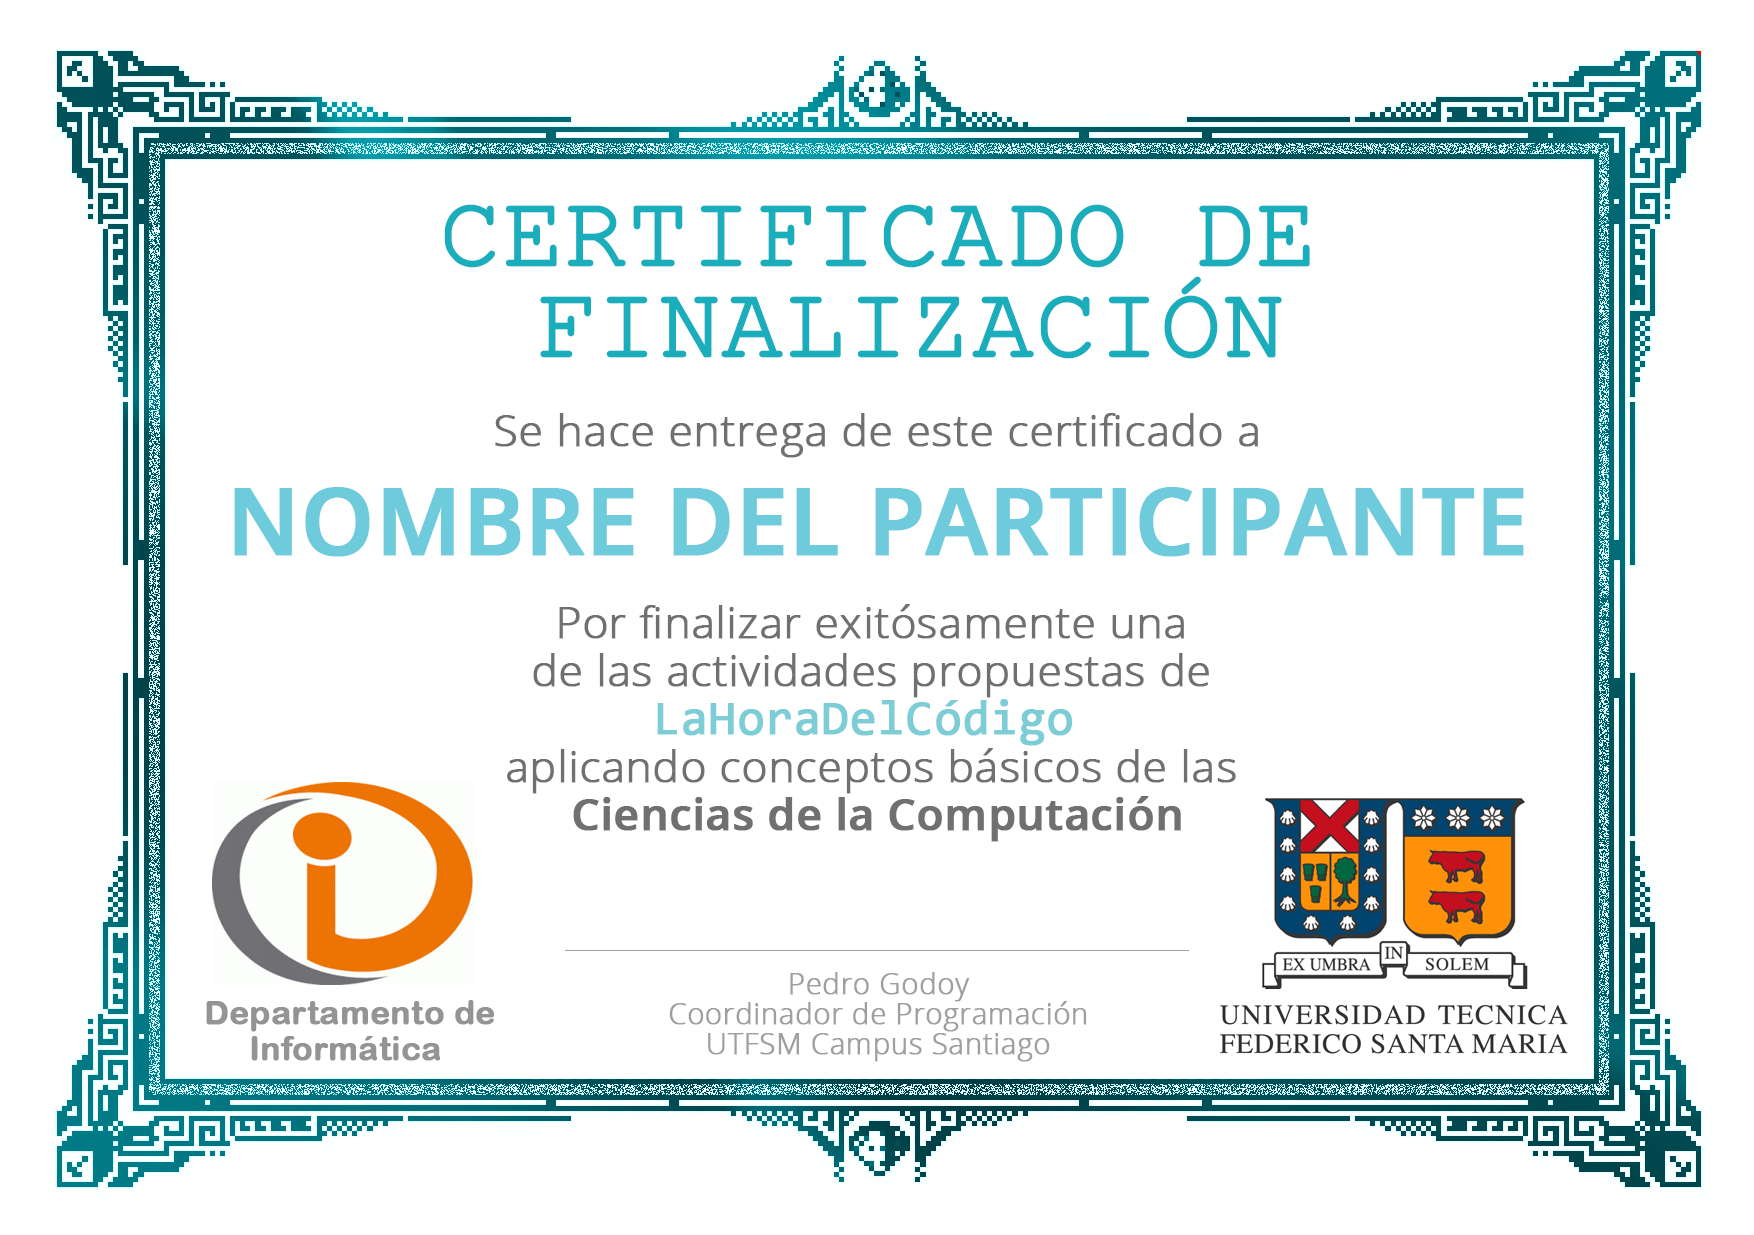 CERTIFICADO DE
FINALIZACIÓN
Se hace entrega de este certificado a
NOMBRE DEL PARTICIPANTE
Por finalizar exitósamente una
de las actividades propuestas de
LaHoraDelCódigo
aplicando conceptos básicos de las
Ciencias de la Computación
Departamento de
Informática
Pedro Godoy
Coordinador de Programación
UTFSM Campus Santiago
EX UMBRA IN SOLEM
UNIVERSIDAD TECNICA
FEDERICO SANTA MARIA